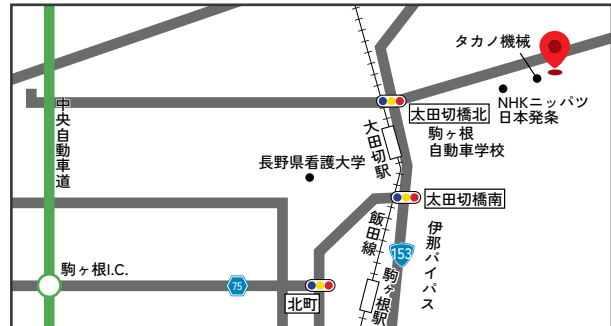 タカノ機械
NHKニッパツ
日本発条
太田切橋北
駒ヶ根
自動車学校
中央自動車道
大田切駅
長野県看護大学
太田切橋南
飯田線
伊那バイパス
153
駒ヶ根I.C.
75
北町
駒ヶ根駅